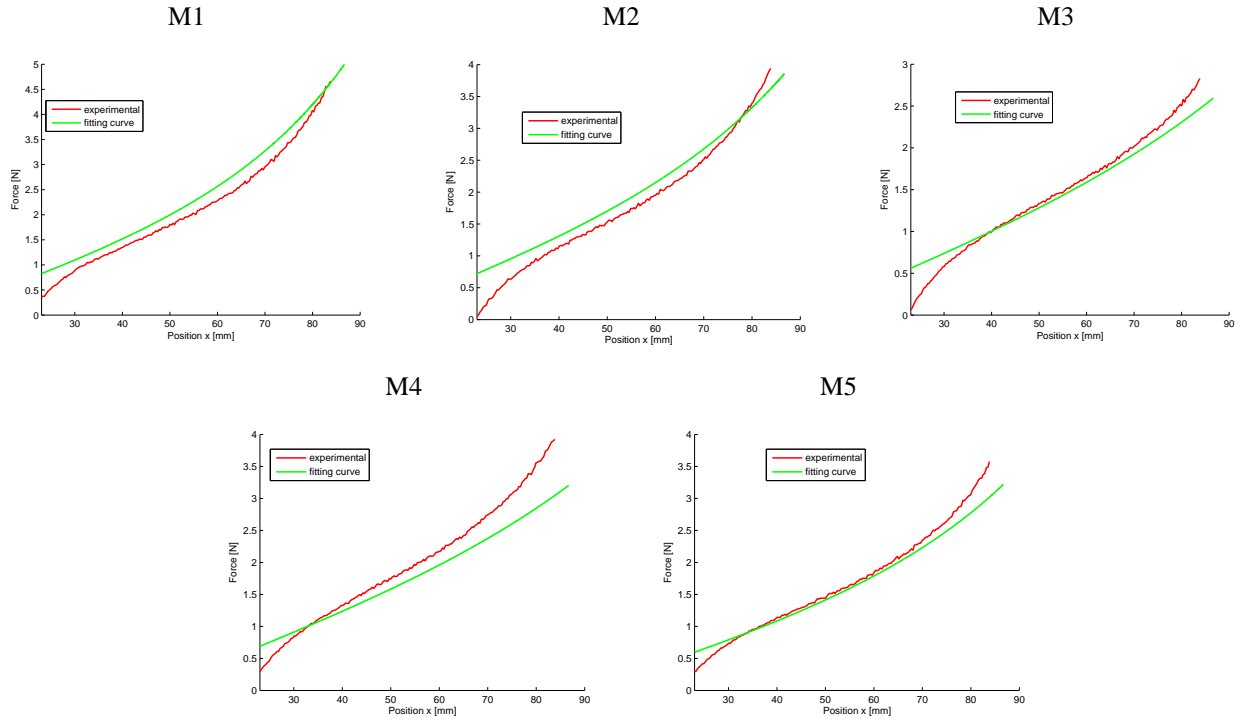 M1
M2
M3
5
4.5
4
3.5
3
2.5
2
1.5
1
0.5
0
Force [N]
experimental
fitting curve
30 40 50 60 70 80 90
Position x [mm]
4
3.5
3
2.5
2
1.5
1
0.5
0
Force [N]
experimental
fitting curve
30 40 50 60 70 80 90
Position x [mm]
3
2.5
2
1.5
1
0.5
0
Force [N]
experimental
fitting curve
30 40 50 60 70 80 90
Position x [mm]
M4
M5
4
3.5
3
2.5
2
1.5
1
0.5
0
Force [N]
experimental
fitting curve
30 40 50 60 70 80 90
Position x [mm]
4
3.5
3
2.5
2
1.5
1
0.5
0
Force [N]
experimental
fitting curve
30 40 50 60 70 80 90
Position x [mm]